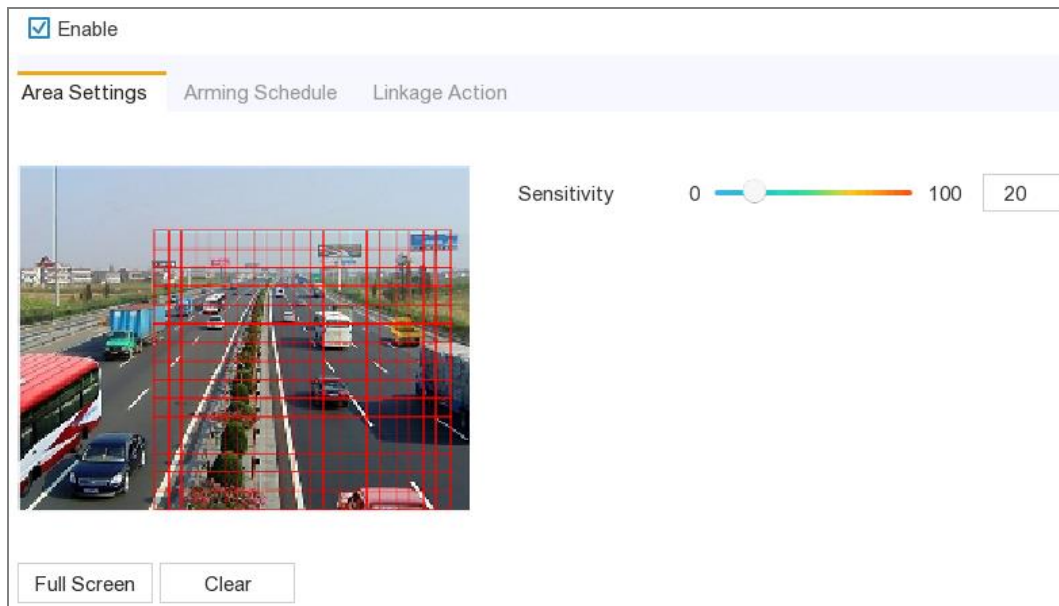 Enable
Area Settings Arming Schedule Linkage Action
Sensitivity 0 100 20
Full Screen Clear